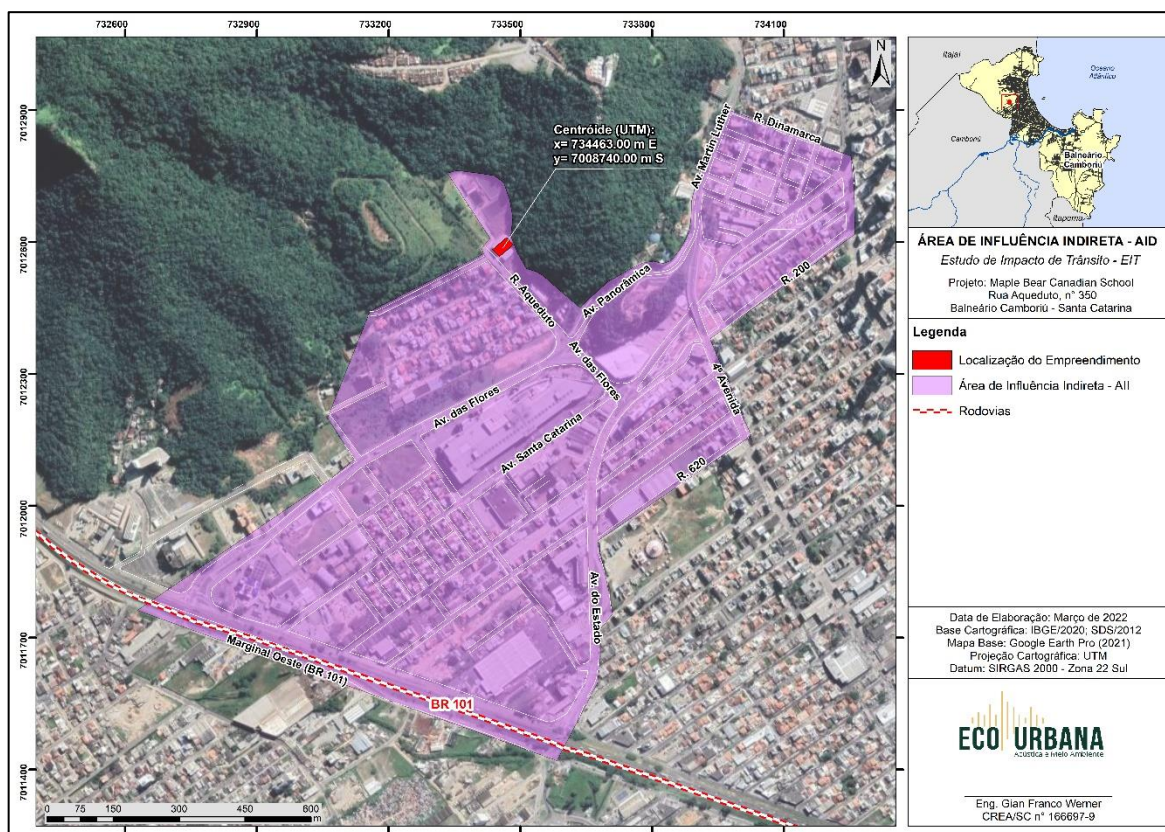 732600
732900
733200
733500
733800
734100
7012900
7012600
7012300
7012000
7011700
7011400
N
Centróide (UTM):
x= 734463.00 m E
y= 7008740.00 m S
R. Dinamarca
Av. Martin Luther
R. Aqueduto
Av. Panorâmica
R. 200
Av. das Flores
Av. das Flores
4ª Avenida
Av. Santa Catarina
R. 620
Av. do Estado
Marginal Oeste (BR 101)
BR 101
0 75 150 300 450 600
m
Itajaí
Oceano
Atlântico
Camboriú
Balneário
Camboriú
Itapema
ÁREA DE INFLUÊNCIA INDIRETA - AID
Estudo de Impacto de Trânsito - EIT
Projeto: Maple Bear Canadian School
Rua Aqueduto, n° 350
Balneário Camboriú - Santa Catarina
Legenda
Localização do Empreendimento
Área de Influência Indireta - AII
Rodovias
Data de Elaboração: Março de 2022
Base Cartográfica: IBGE/2020; SDS/2012
Mapa Base: Google Earth Pro (2021)
Projeção Cartográfica: UTM
Datum: SIRGAS 2000 - Zona 22 Sul
ECO URBANA
Acústica e Meio Ambiente
Eng. Gian Franco Werner
CREA/SC n° 166697-9